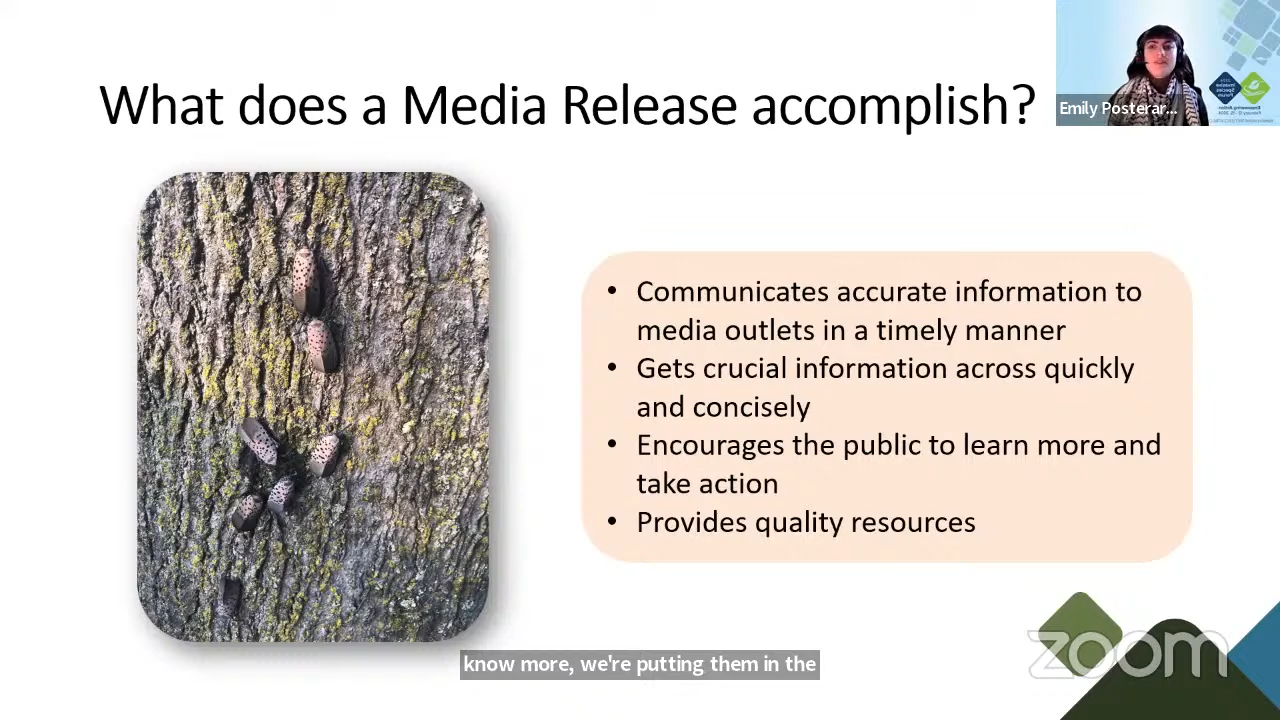 What does a Media Release accomplish?
Emily Posterar...
• Communicates accurate information to
media outlets in a timely manner
• Gets crucial information across quickly
and concisely
• Encourages the public to learn more and
take action
• Provides quality resources
zoom
know more, we're putting them in the